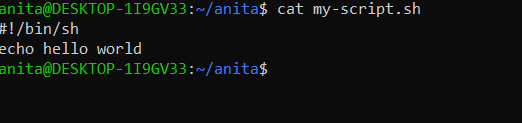 anita@DESKTOP-1I9GV33:~/anita$ cat my-script.sh
#!/bin/sh
echo hello world
anita@DESKTOP-1I9GV33:~/anita$